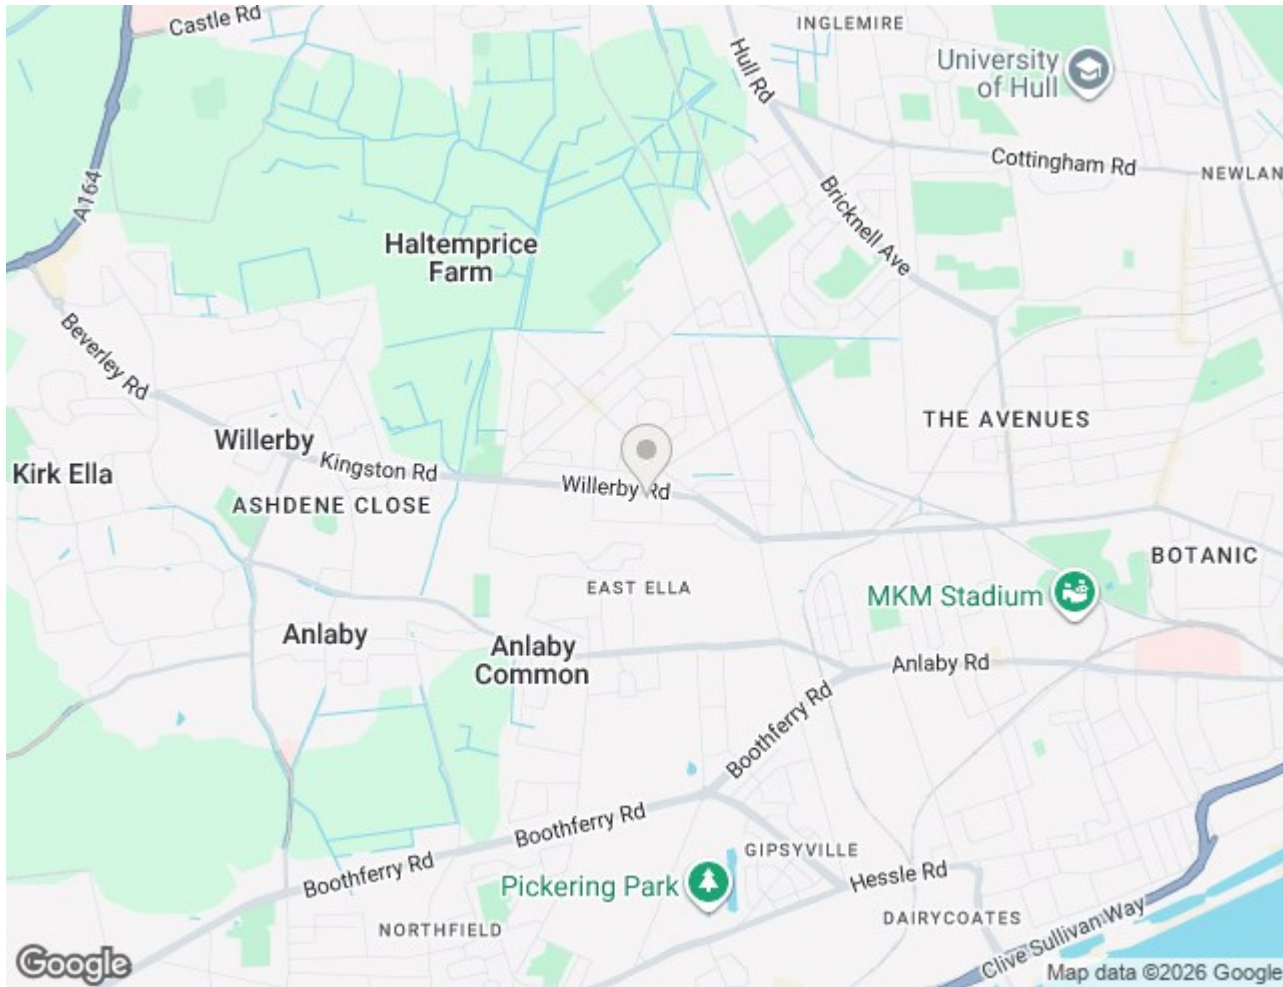 Castle Rd
INGLEMIRE
University
of Hull
Hull Rd
Cottingham Rd
NEWLAN
A164
Bricknell Ave
Haltemprice
Farm
Beverley Rd
THE AVENUES
Willerby
Kingston Rd
Kirk Ella
Willerby Rd
ASHDENE CLOSE
BOTANIC
EAST ELLA
MKM Stadium
Anlaby
Anlaby
Common
Anlaby Rd
Boothferry Rd
Boothferry Rd
Boothferry Rd
GIPSYVILLE
Hessle Rd
Pickering Park
DAIRYCOATES
NORTHFIELD
Clive Sullivan Way
Google
Map data ©2026 Google